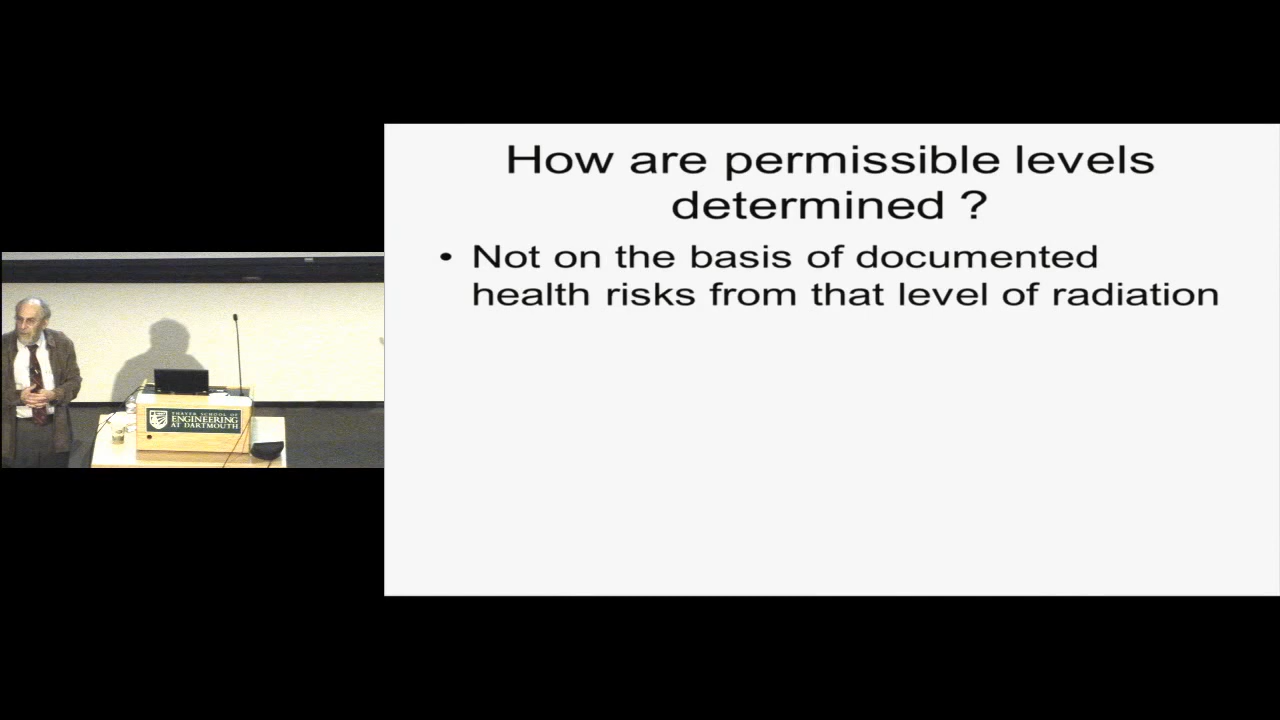 How are permissible levels
determined ?
• Not on the basis of documented
health risks from that level of radiation
THAYER SCHOOL OF
ENGINEERING
AT DARTMOUTH